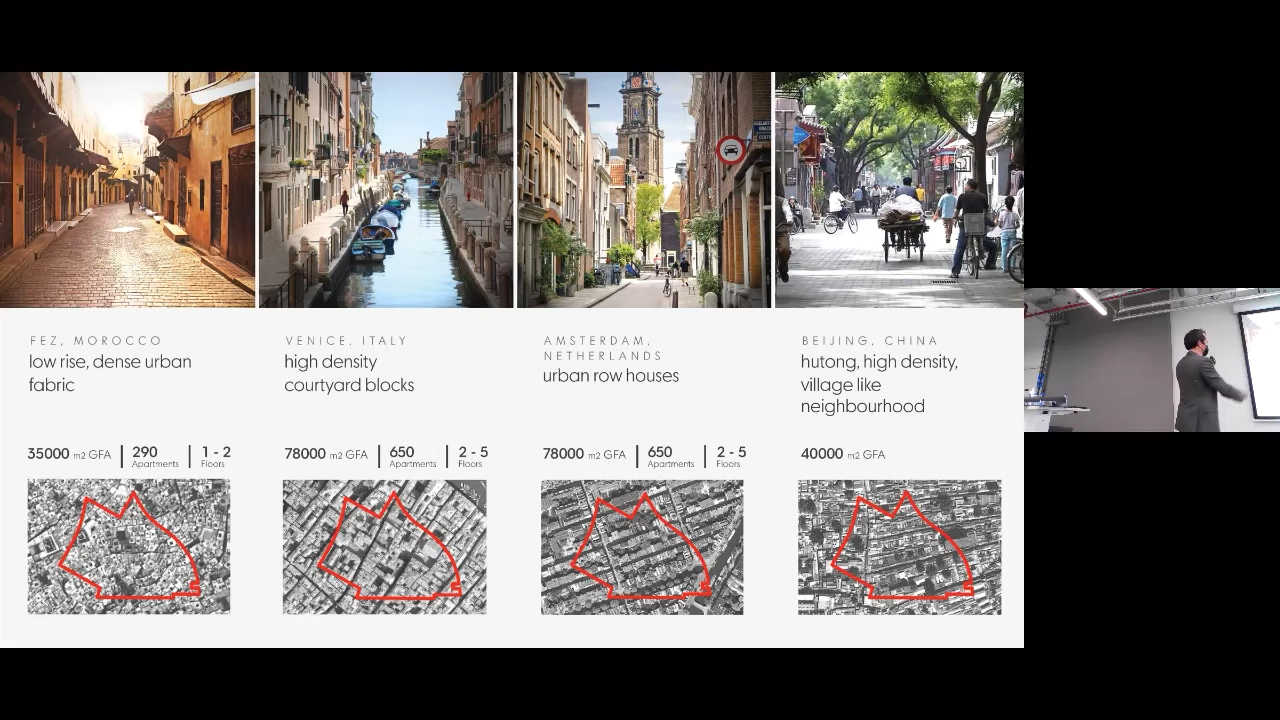 FEZ, MOROCCO
low rise, dense urban
fabric
35000 m2 GFA
290
Apartments
1 - 2
Floors
VENICE, ITALY
high density
courtyard blocks
78000 m2 GFA
650
Apartments
2 - 5
Floors
AMSTERDAM,
NETHERLANDS
urban row houses
78000 m2 GFA
650
Apartments
2 - 5
Floors
BEIJING, CHINA
hutong, high density,
village like
neighbourhood
40000 m2 GFA